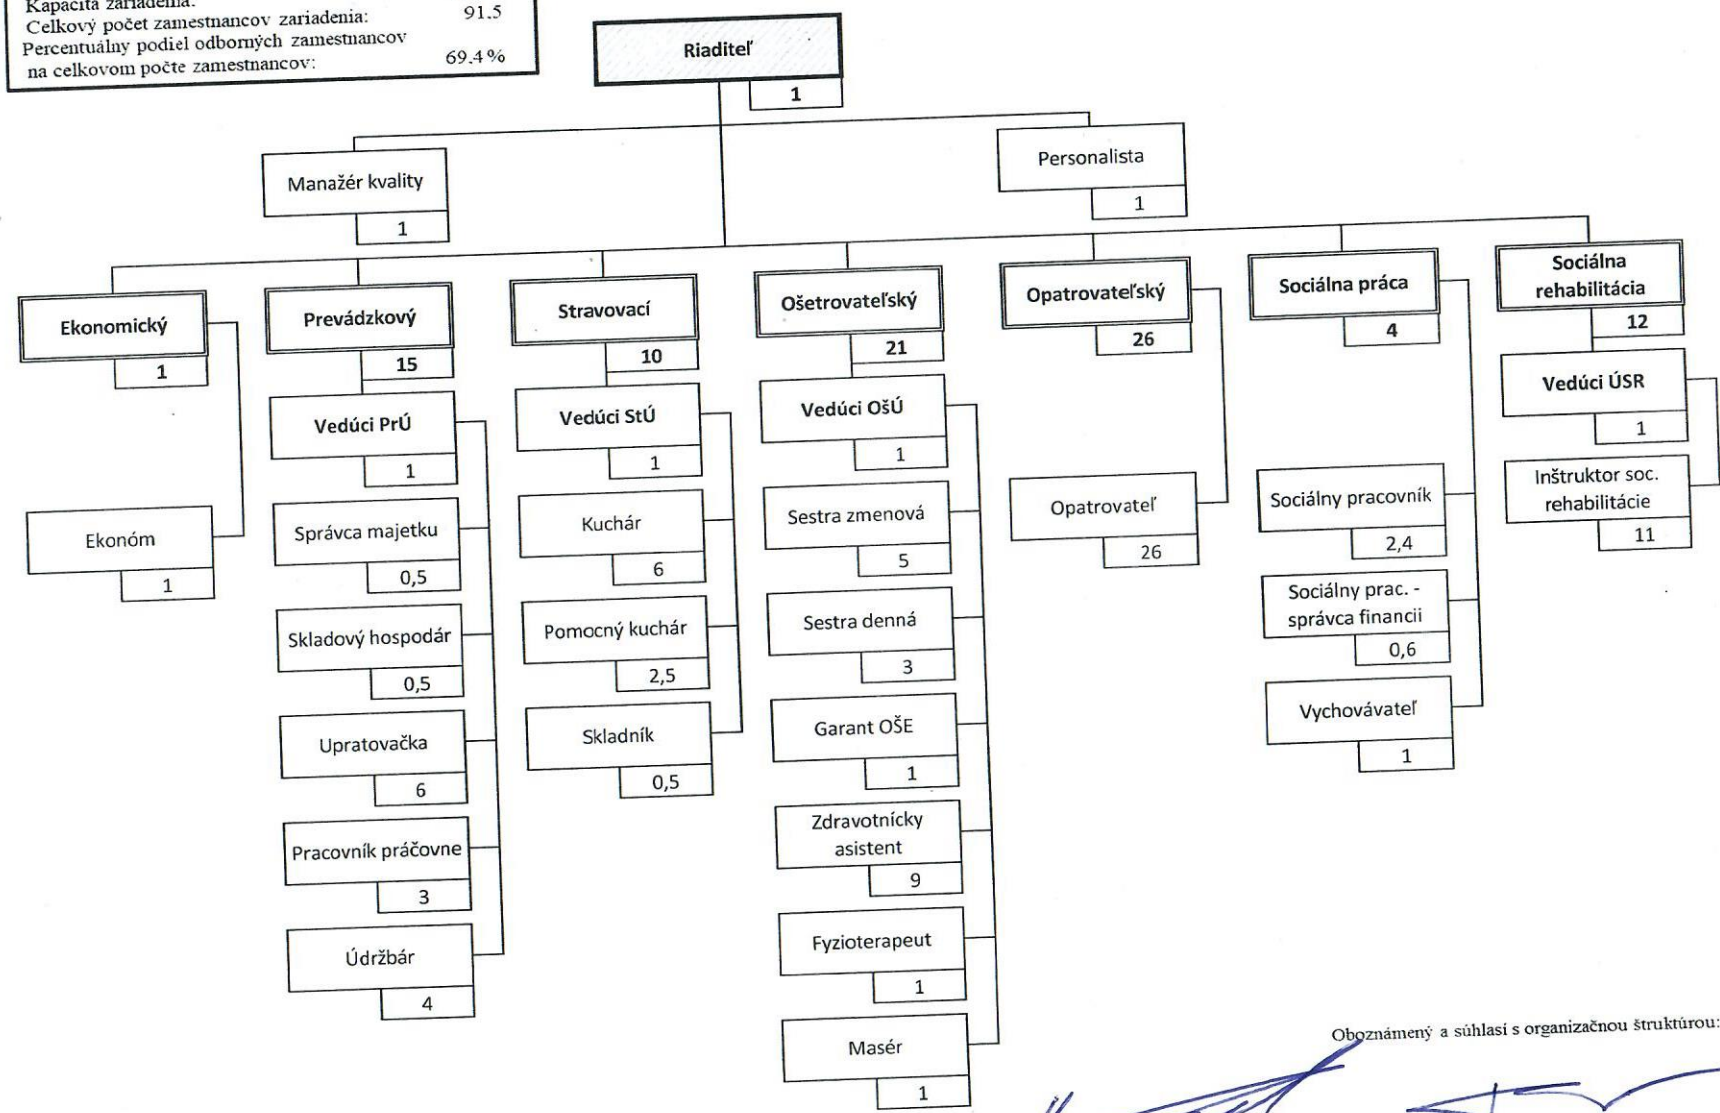 Kapacita zariadenia:
Celkový počet zamestnancov zariadenia: 91.5
Percentuálny podiel odborných zamestnancov
na celkovom počte zamestnancov: 69.4%
Riaditeľ
1
Manažér kvality
1
Personalista
1
Ekonomický
1
Ekonóm
1
Prevádzkový
15
Vedúci PrÚ
1
Správca majetku
0,5
Skladový hospodár
0,5
Upratovačka
6
Pracovník práčovne
3
Údržbár
4
Stravovací
10
Vedúci StÚ
1
Kuchár
6
Pomocný kuchár
2,5
Skladník
0,5
Ošetrovateľský
21
Vedúci OšÚ
1
Sestra zmenová
5
Sestra denná
3
Garant OŠE
1
Zdravotnícky
asistent
9
Fyzioterapeut
1
Masér
1
Opatrovateľský
26
Opatrovateľ
26
Sociálna práca
4
Sociálny pracovník
2,4
Sociálny prac. -
správca financii
0,6
Vychovávateľ
1
Sociálna
rehabilitácia
12
Vedúci ÚSR
1
Inštruktor soc.
rehabilitácie
11
Oboznámený a súhlasí s organizačnou štruktúrou: